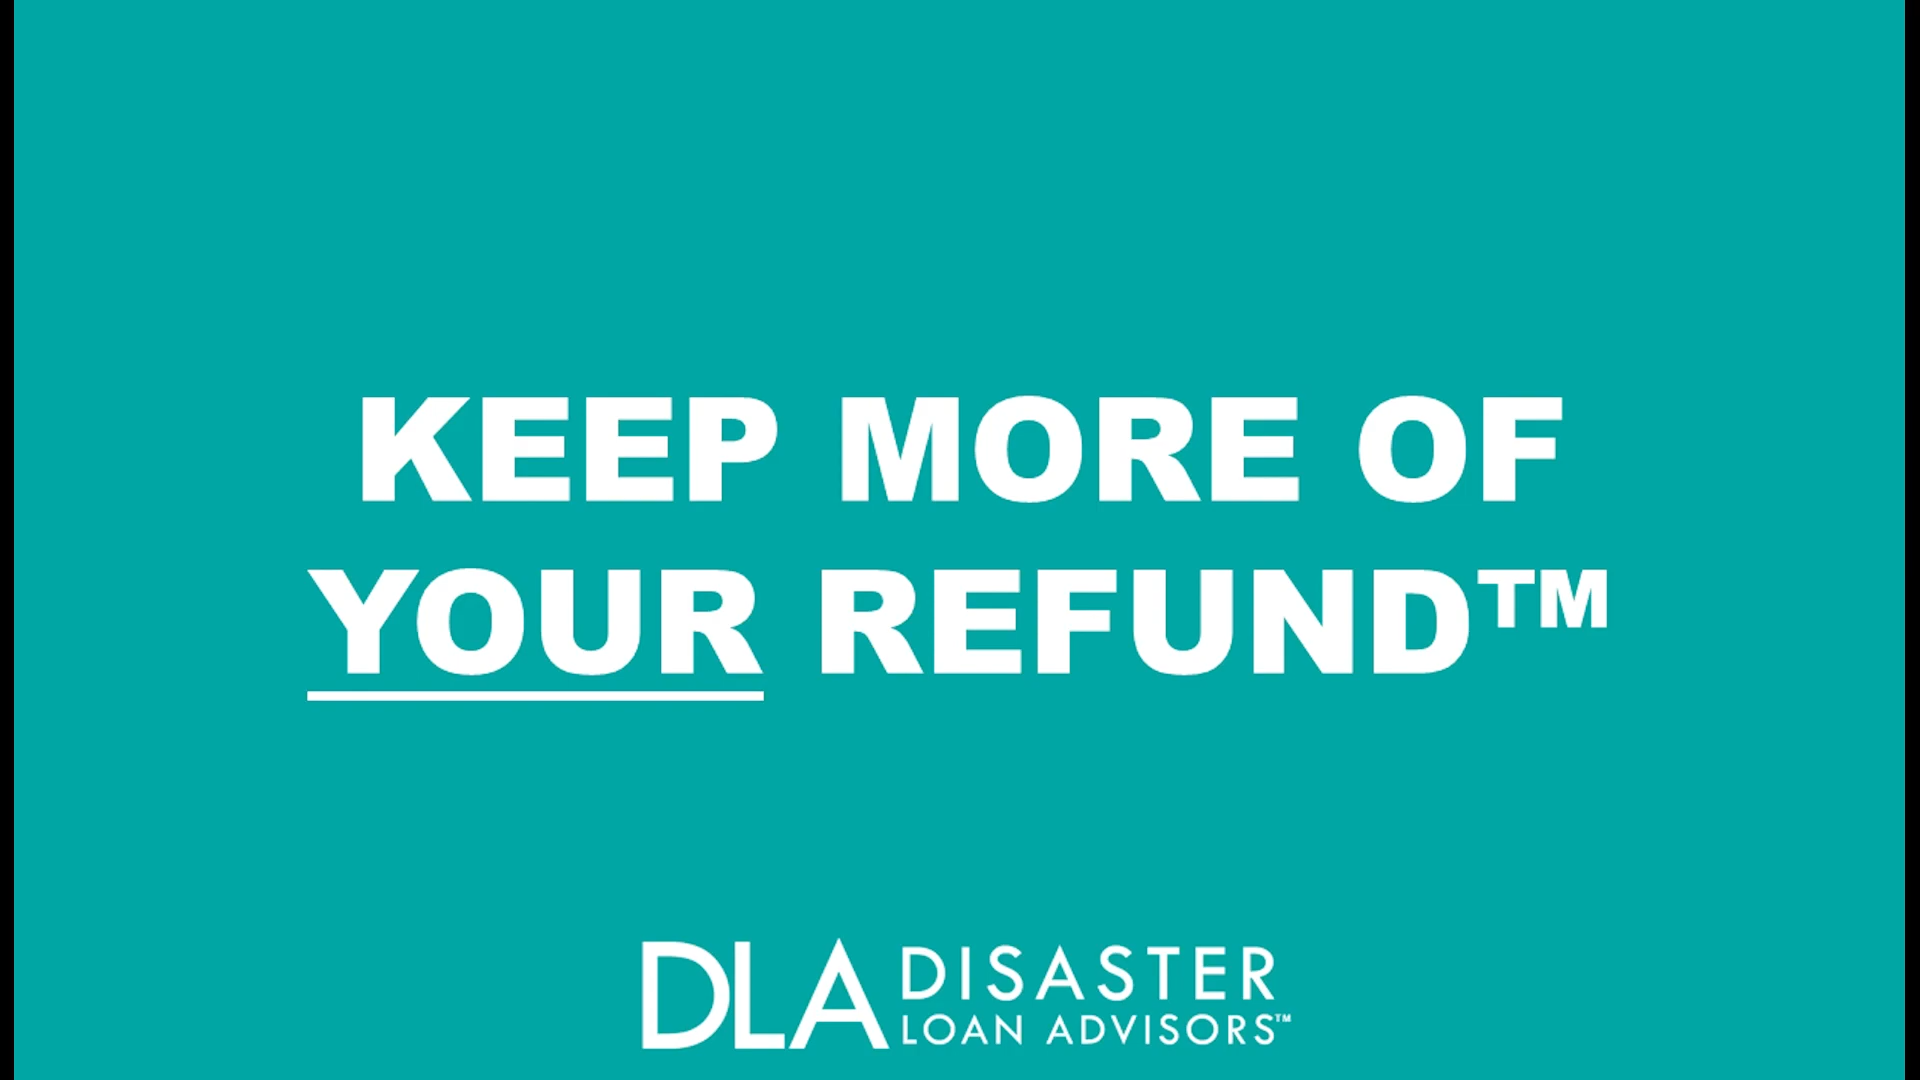 KEEP MORE OF
YOUR REFUND™
DLA DISASTER
LOAN ADVISORS™